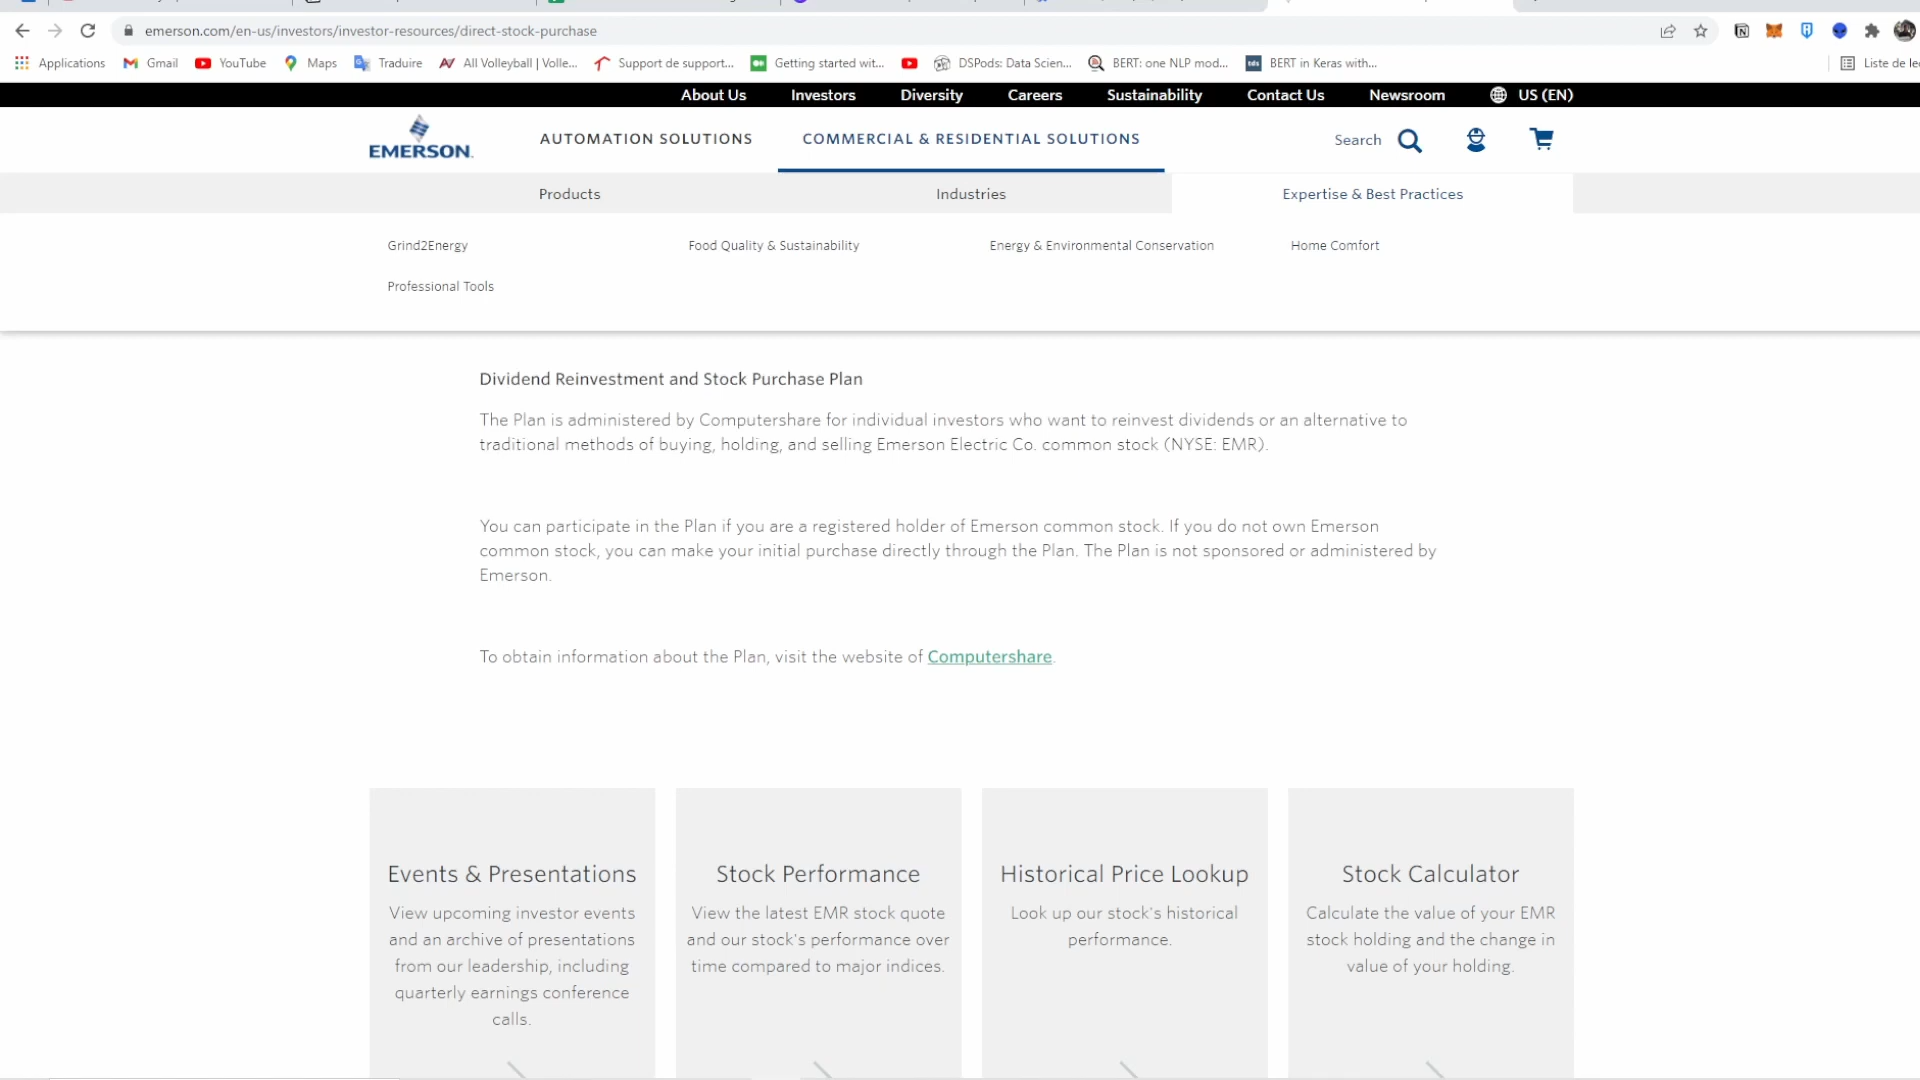 emerson.com/en-us/investors/investor-resources/direct-stock-purchase
Applications Gmail YouTube Maps Traduire All Volleyball | Volle... Support de support... Getting started wit... DSPods: Data Scien... BERT: one NLP mod... BERT in Keras with... Liste de
About Us Investors Diversity Careers Sustainability Contact Us Newsroom US (EN)
EMERSON. AUTOMATION SOLUTIONS COMMERCIAL & RESIDENTIAL SOLUTIONS Search
Products Industries Expertise & Best Practices
Grind2Energy Food Quality & Sustainability Energy & Environmental Conservation Home Comfort
Professional Tools
Dividend Reinvestment and Stock Purchase Plan
The Plan is administered by Computershare for individual investors who want to reinvest dividends or an alternative to
traditional methods of buying, holding, and selling Emerson Electric Co. common stock (NYSE: EMR).
You can participate in the Plan if you are a registered holder of Emerson common stock. If you do not own Emerson
common stock, you can make your initial purchase directly through the Plan. The Plan is not sponsored or administered by
Emerson.
To obtain information about the Plan, visit the website of Computershare.
Events & Presentations
View upcoming investor events
and an archive of presentations
from our leadership, including
quarterly earnings conference
calls.
Stock Performance
View the latest EMR stock quote
and our stock's performance over
time compared to major indices.
Historical Price Lookup
Look up our stock's historical
performance.
Stock Calculator
Calculate the value of your EMR
stock holding and the change in
value of your holding.